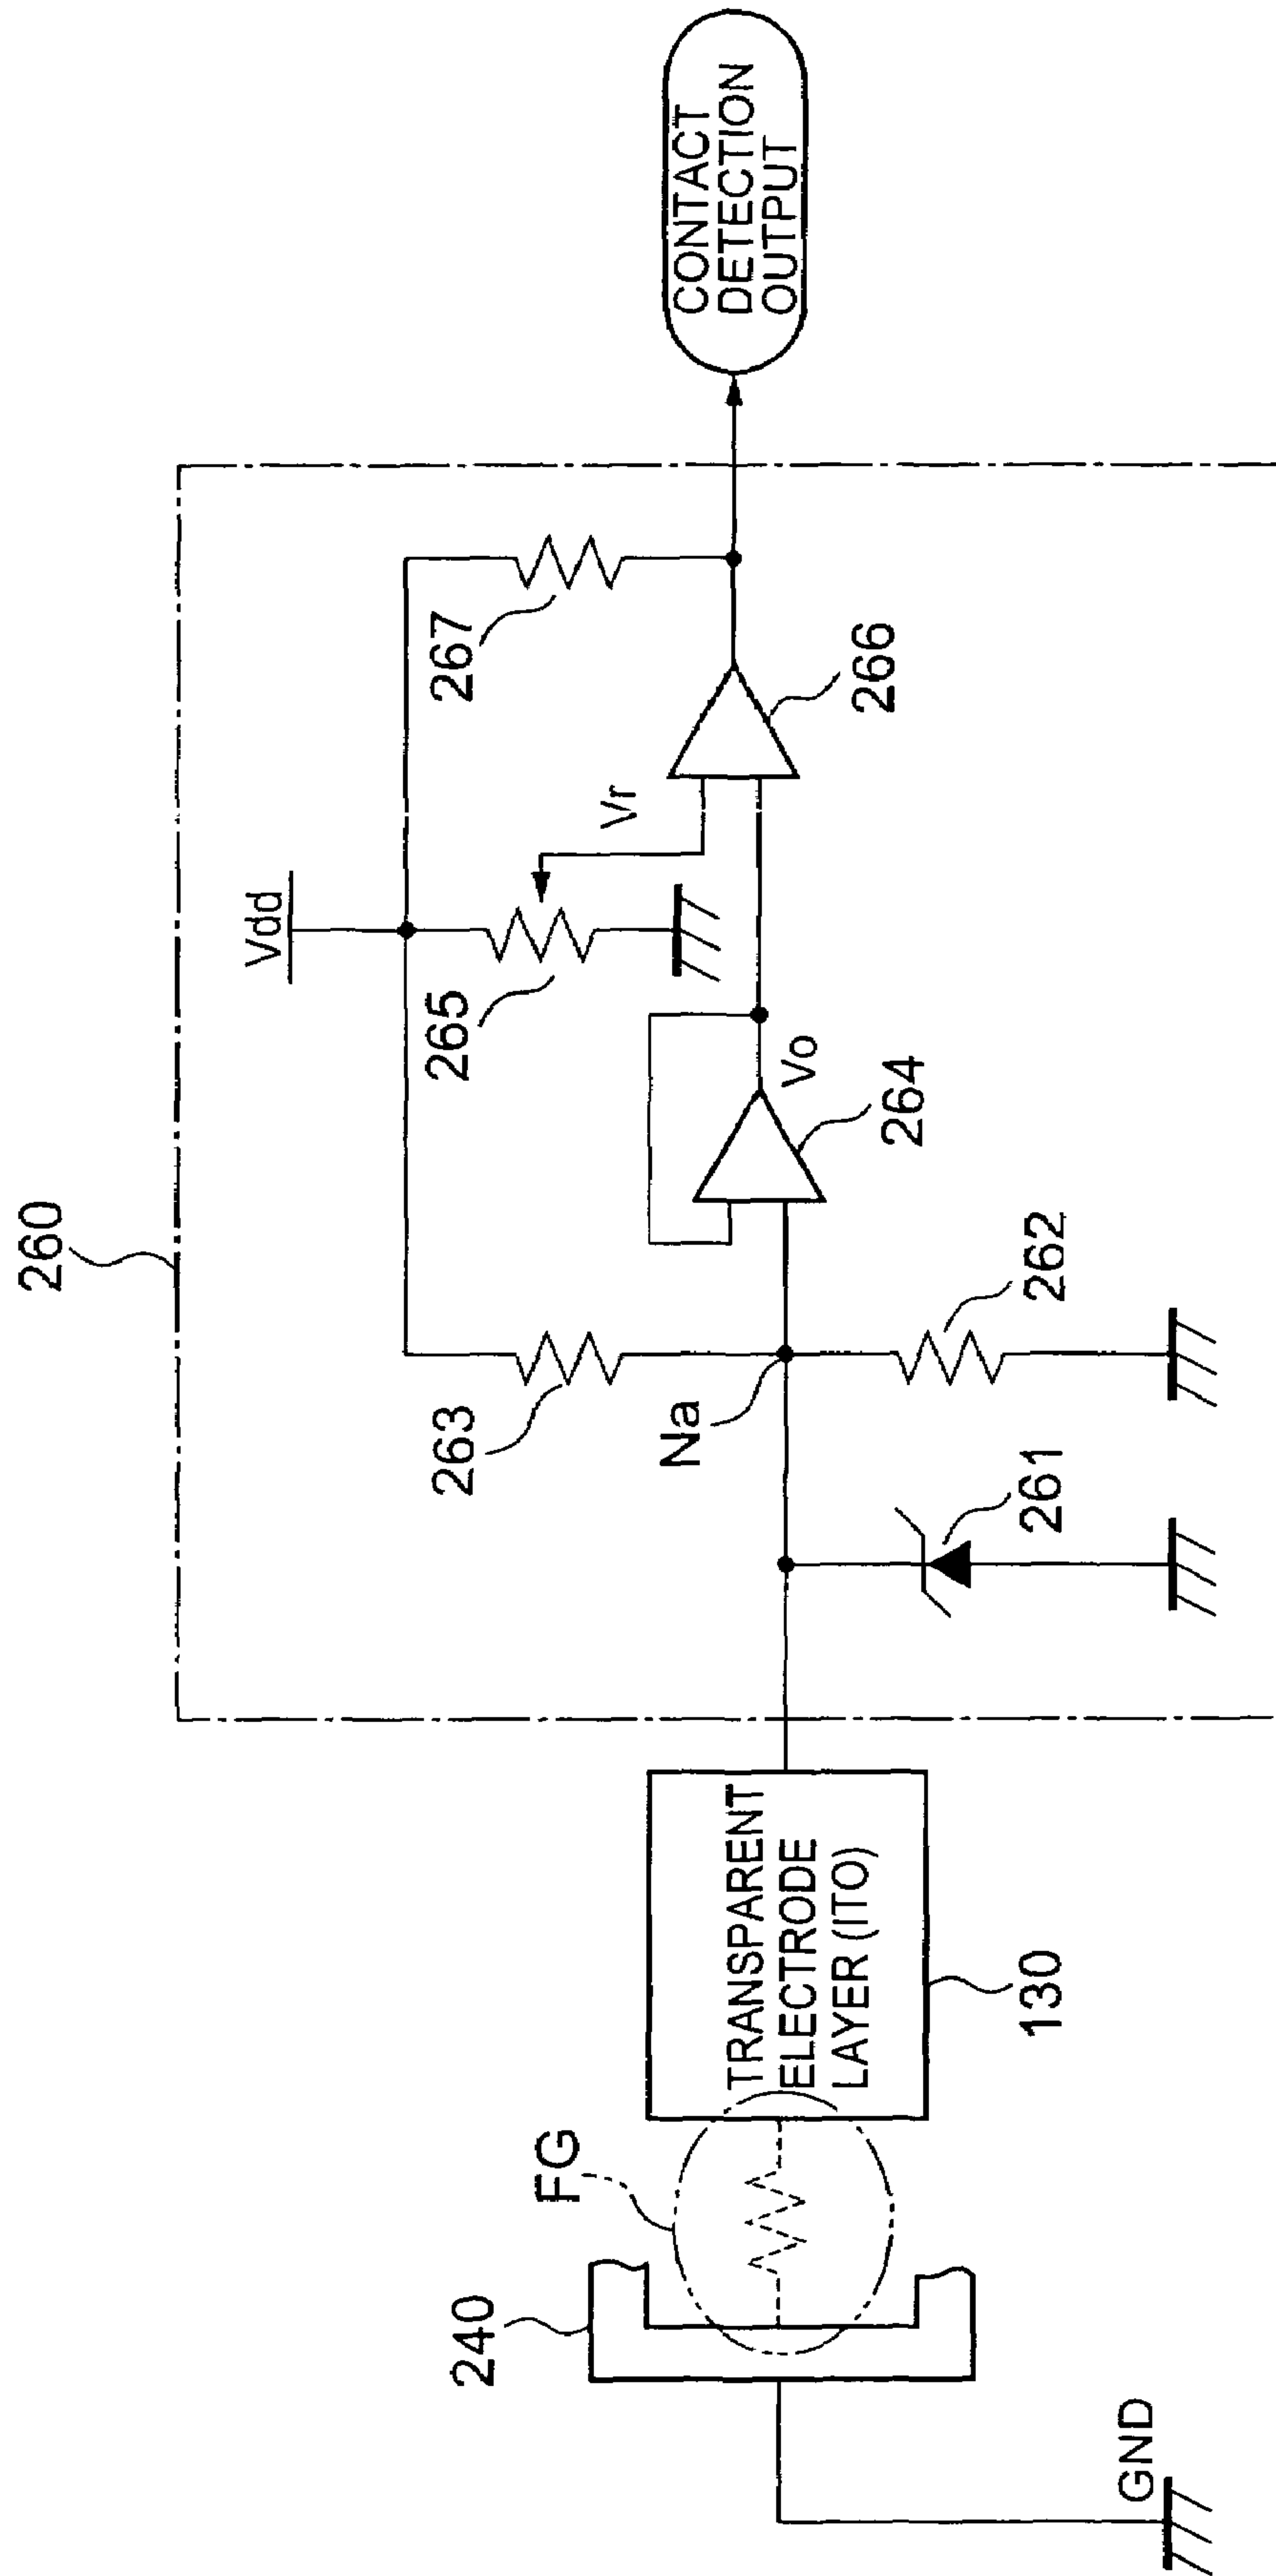 260
Vdd
267
265
263
Vr
CONTACT
DETECTION
OUTPUT
266
Vo
264
Na
262
261
FG
240
TRANSPARENT
ELECTRODE
LAYER (ITO)
130
GND